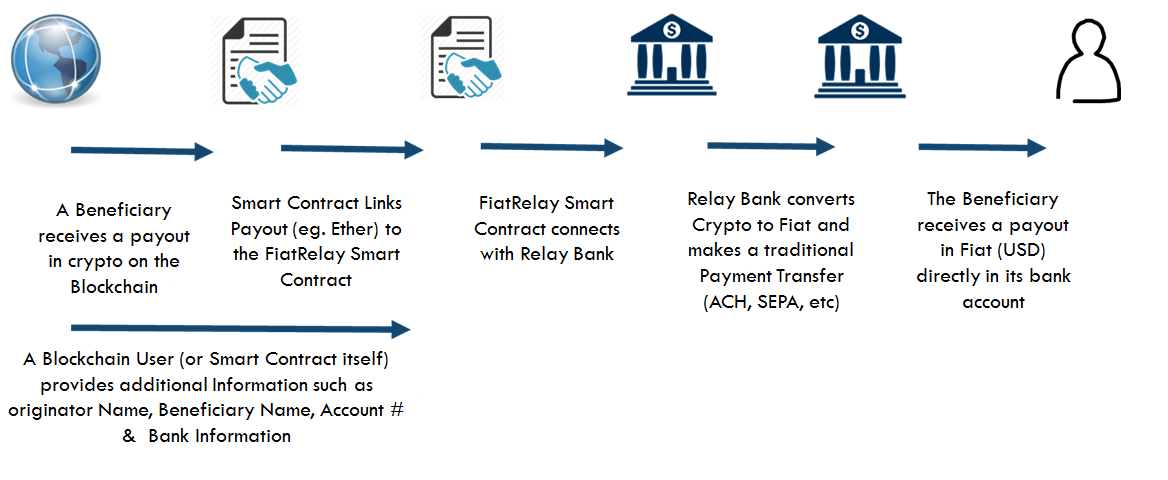 $
$
A Beneficiary
receives a payout
in crypto on the
Blockchain
Smart Contract Links
Payout (eg. Ether) to
the FiatRelay Smart
Contract
FiatRelay Smart
Contract connects
with Relay Bank
Relay Bank converts
Crypto to Fiat and
makes a traditional
Payment Transfer
(ACH, SEPA, etc)
The Beneficiary
receives a payout
in Fiat (USD)
directly in its bank
account
A Blockchain User (or Smart Contract itself)
provides additional Information such as
originator Name, Beneficiary Name, Account #
& Bank Information